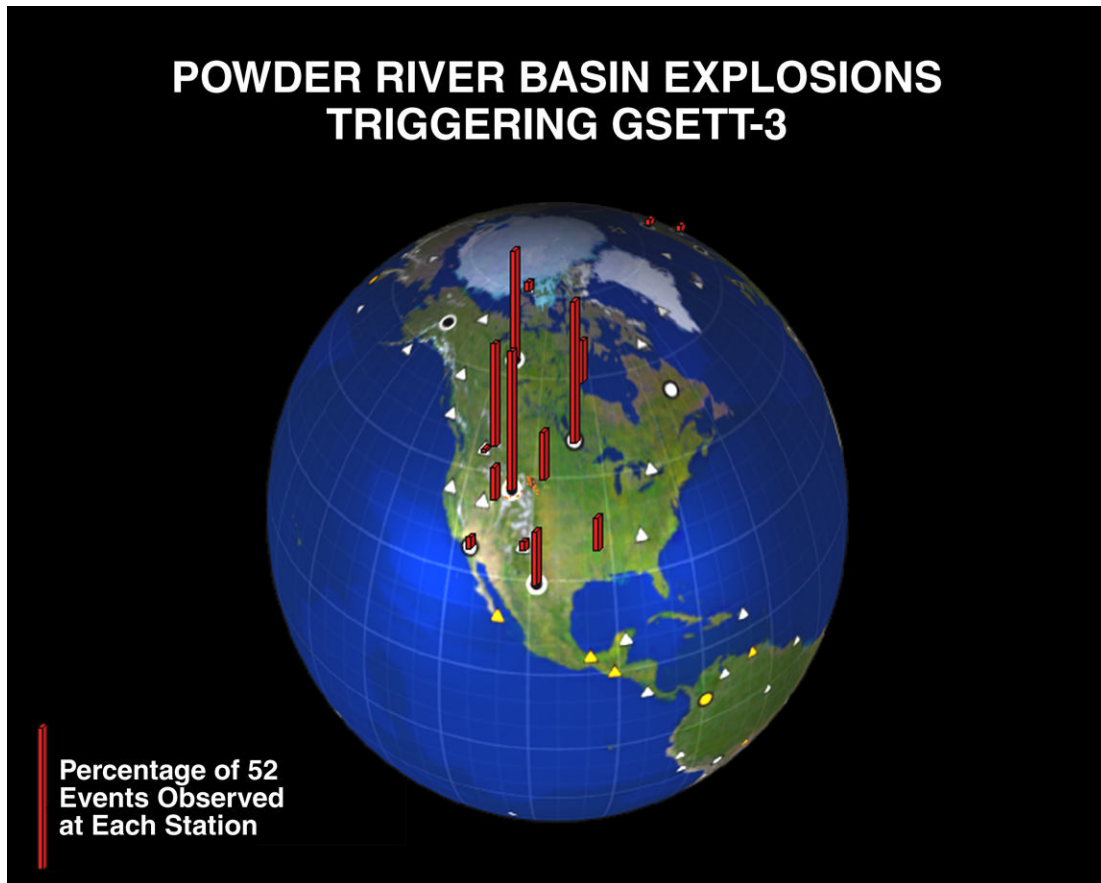 POWDER RIVER BASIN EXPLOSIONS
TRIGGERING GSETT-3
Percentage of 52
Events Observed
at Each Station